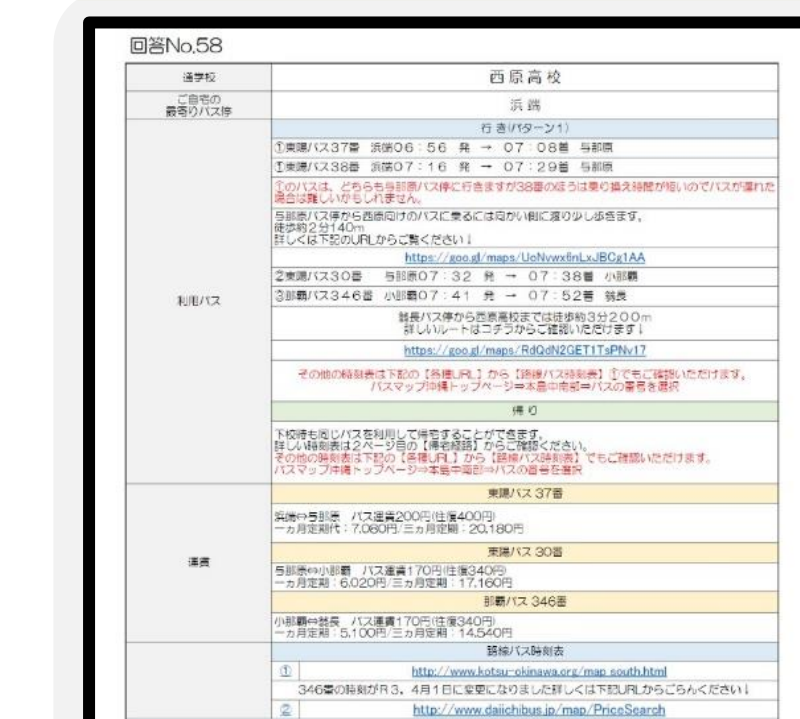 回答No.58
通学校
西原高校
ご自宅の
最寄りバス停
浜端
行き(パターン1)
利用バス
①東陽バス37番 浜端06:56 発 → 07:08着 与那原
①東陽バス38番 浜端07:16 発 → 07:29着 与那原
①のバスは、どちらも与那原バス停に行きますが38番のほうは乗り換え時間が短いのでバスが遅れた
場合は難しいかもしれません。
与那原バス停から西原向けのバスに乗るには向かい側に渡り少し歩きます。
徒歩約2分140m
詳しくは下記のURLからご覧ください↓
https://goo.gl/maps/UoNvwx6nLxJBCg1AA
②東陽バス30番 与那原07:32 発 → 07:38着 小那覇
③那覇バス346番 小那覇07:41 発 → 07:52着 翁長
翁長バス停から西原高校までは徒歩約3分200m
詳しいルートはコチラからご確認いただけます↓
https://goo.gl/maps/RdQdN2GET1TsPNv17
その他の時刻表は下記の【各種URL】から【路線バス時刻表】①でもご確認いただけます。
バスマップ沖縄トップページ⇒本島中南部⇒バスの番号を選択
帰り
下校時も同じバスを利用して帰宅することができます。
詳しい時刻表は2ページ目の【帰宅経路】からご確認ください。
その他の時刻表は下記の【各種URL】から【路線バス時刻表】でもご確認いただけます。
バスマップ沖縄トップページ⇒本島中南部⇒バスの番号を選択
運賃
東陽バス 37番
浜端⇔与那原 バス運賃200円(往復400円)
一ヵ月定期代:7.060円/三ヵ月定期:20.180円
東陽バス 30番
与那原⇔小那覇 バス運賃170円(往復340円)
一ヵ月定期:6.020円/三ヵ月定期:17.160円
那覇バス 346番
小那覇⇔翁長 バス運賃170円(往復340円)
一ヵ月定期:5.100円/三ヵ月定期:14.540円
路線バス時刻表
① http://www.kotsu-okinawa.org/map_south.html
346番の時刻がR3．4月1日に変更になりました詳しくは下記URLからごらんください↓
② http://www.daiichibus.jp/map/PriceSearch